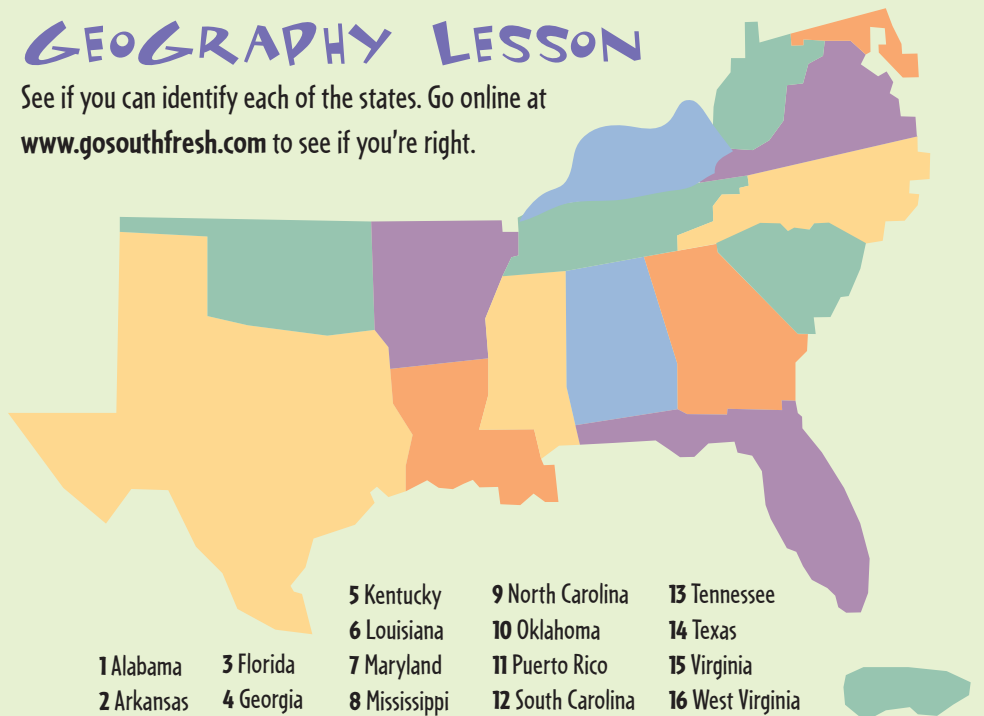 GEOGRAPHY LESSON
See if you can identify each of the states. Go online at
www.gosouthfresh.com to see if you're right.
1 Alabama
2 Arkansas
3 Florida
4 Georgia
5 Kentucky
6 Louisiana
7 Maryland
8 Mississippi
9 North Carolina
10 Oklahoma
11 Puerto Rico
12 South Carolina
13 Tennessee
14 Texas
15 Virginia
16 West Virginia